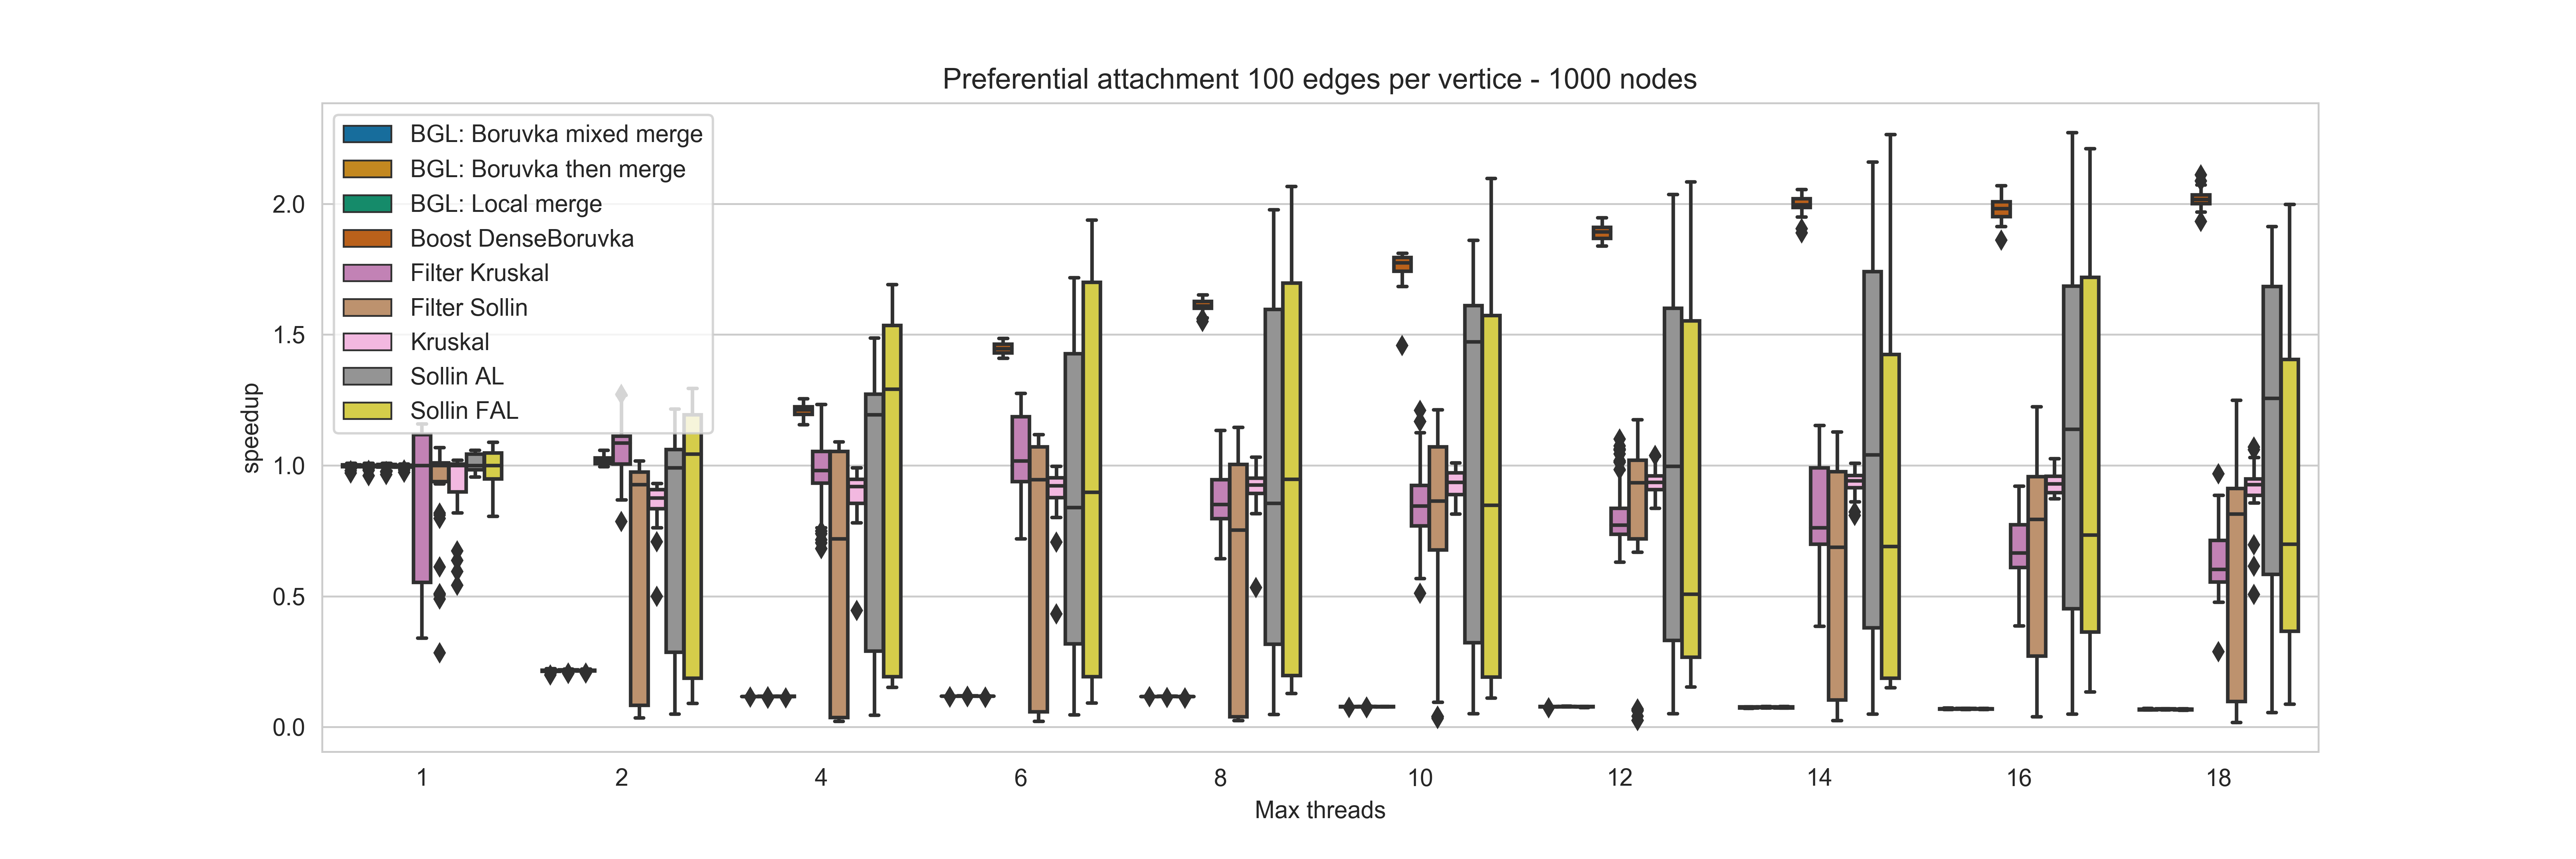 Preferential attachment 100 edges per vertice - 1000 nodes
BGL: Boruvka mixed merge
BGL: Boruvka then merge
BGL: Local merge
Boost DenseBoruvka
Filter Kruskal
Filter Sollin
Kruskal
Sollin AL
Sollin FAL
speedup
2.0
1.5
1.0
0.5
0.0
1 2 4 6 8 10 12 14 16 18
Max threads